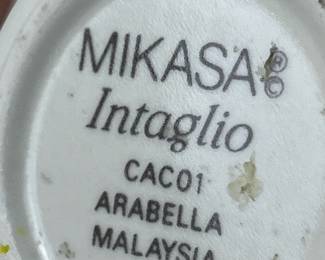 MIKASA®©
Intaglio
CAC01
ARABELLA
MALAYSIA